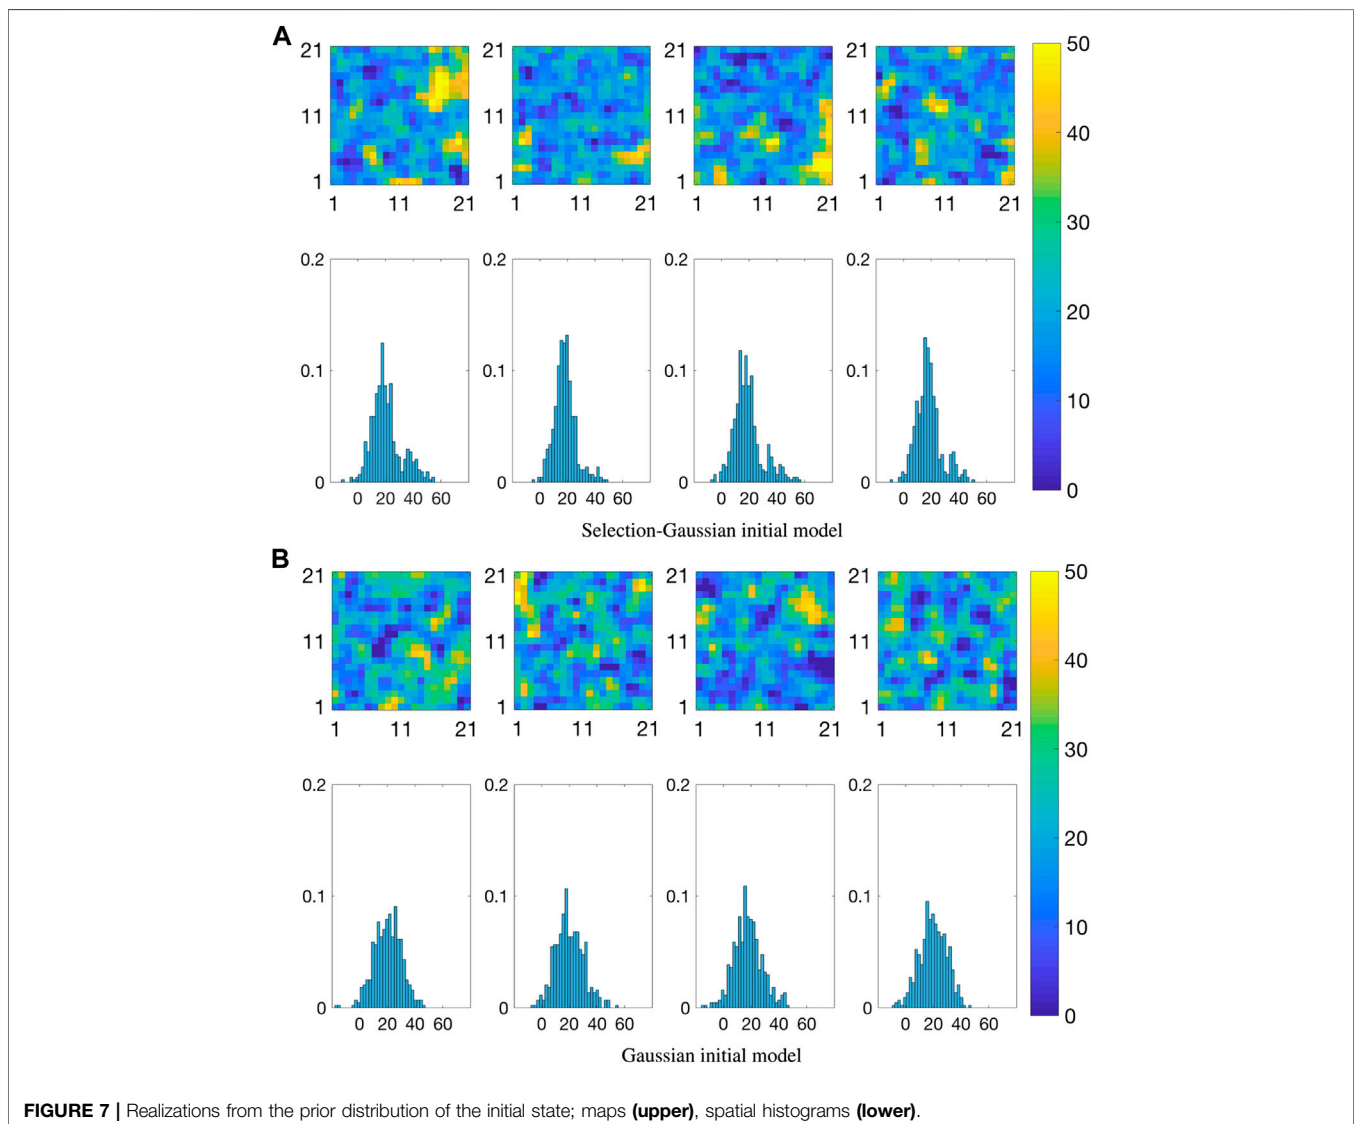 A
21 11 1 1 11 21 1 11 21 1 11 21 1 11 21
21 11 1
21 11 1
21 11 1
50 40 30 20 10 0
0.2 0.1 0 0 20 40 60
0.2 0.1 0 0 20 40 60
0.2 0.1 0 0 20 40 60
0.2 0.1 0 0 20 40 60
Selection-Gaussian initial model
B
21 11 1 1 11 21 1 11 21 1 11 21 1 11 21
21 11 1
21 11 1
21 11 1
50 40 30 20 10 0
0.2 0.1 0 0 20 40 60
0.2 0.1 0 0 20 40 60
0.2 0.1 0 0 20 40 60
0.2 0.1 0 0 20 40 60
Gaussian initial model
FIGURE 7 | Realizations from the prior distribution of the initial state; maps (upper), spatial histograms (lower).